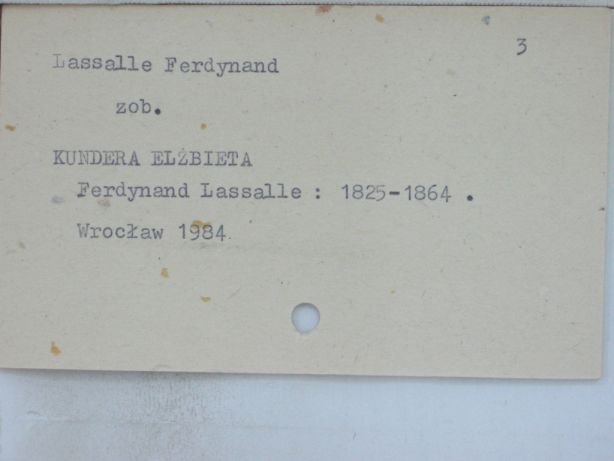 3
Lassalle Ferdynand
zob.
KUNDERA ELŻBIETA
Ferdynand Lassalle : 1825-1864 .
Wrocław 1984